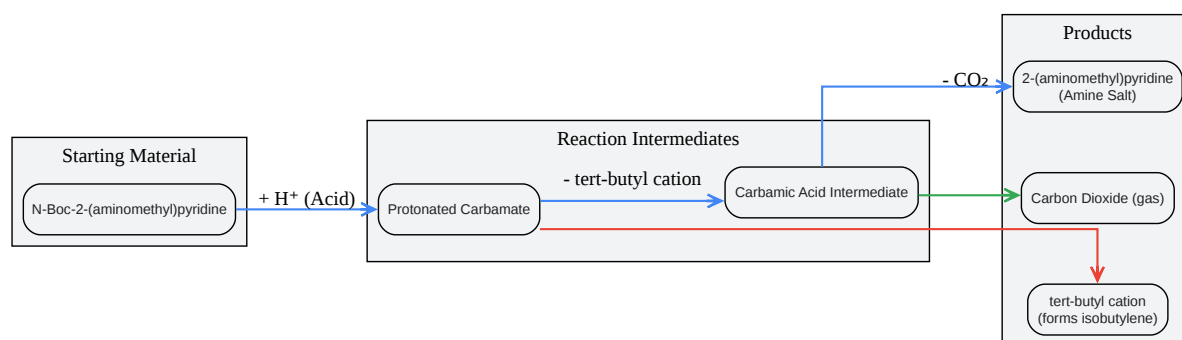 Products
2-(aminomethyl)pyridine
(Amine Salt)
- CO₂
Reaction Intermediates
Starting Material
- tert-butyl cation
Carbamic Acid Intermediate
+ H⁺ (Acid)
N-Boc-2-(aminomethyl)pyridine
Protonated Carbamate
Carbon Dioxide (gas)
tert-butyl cation
(forms isobutylene)